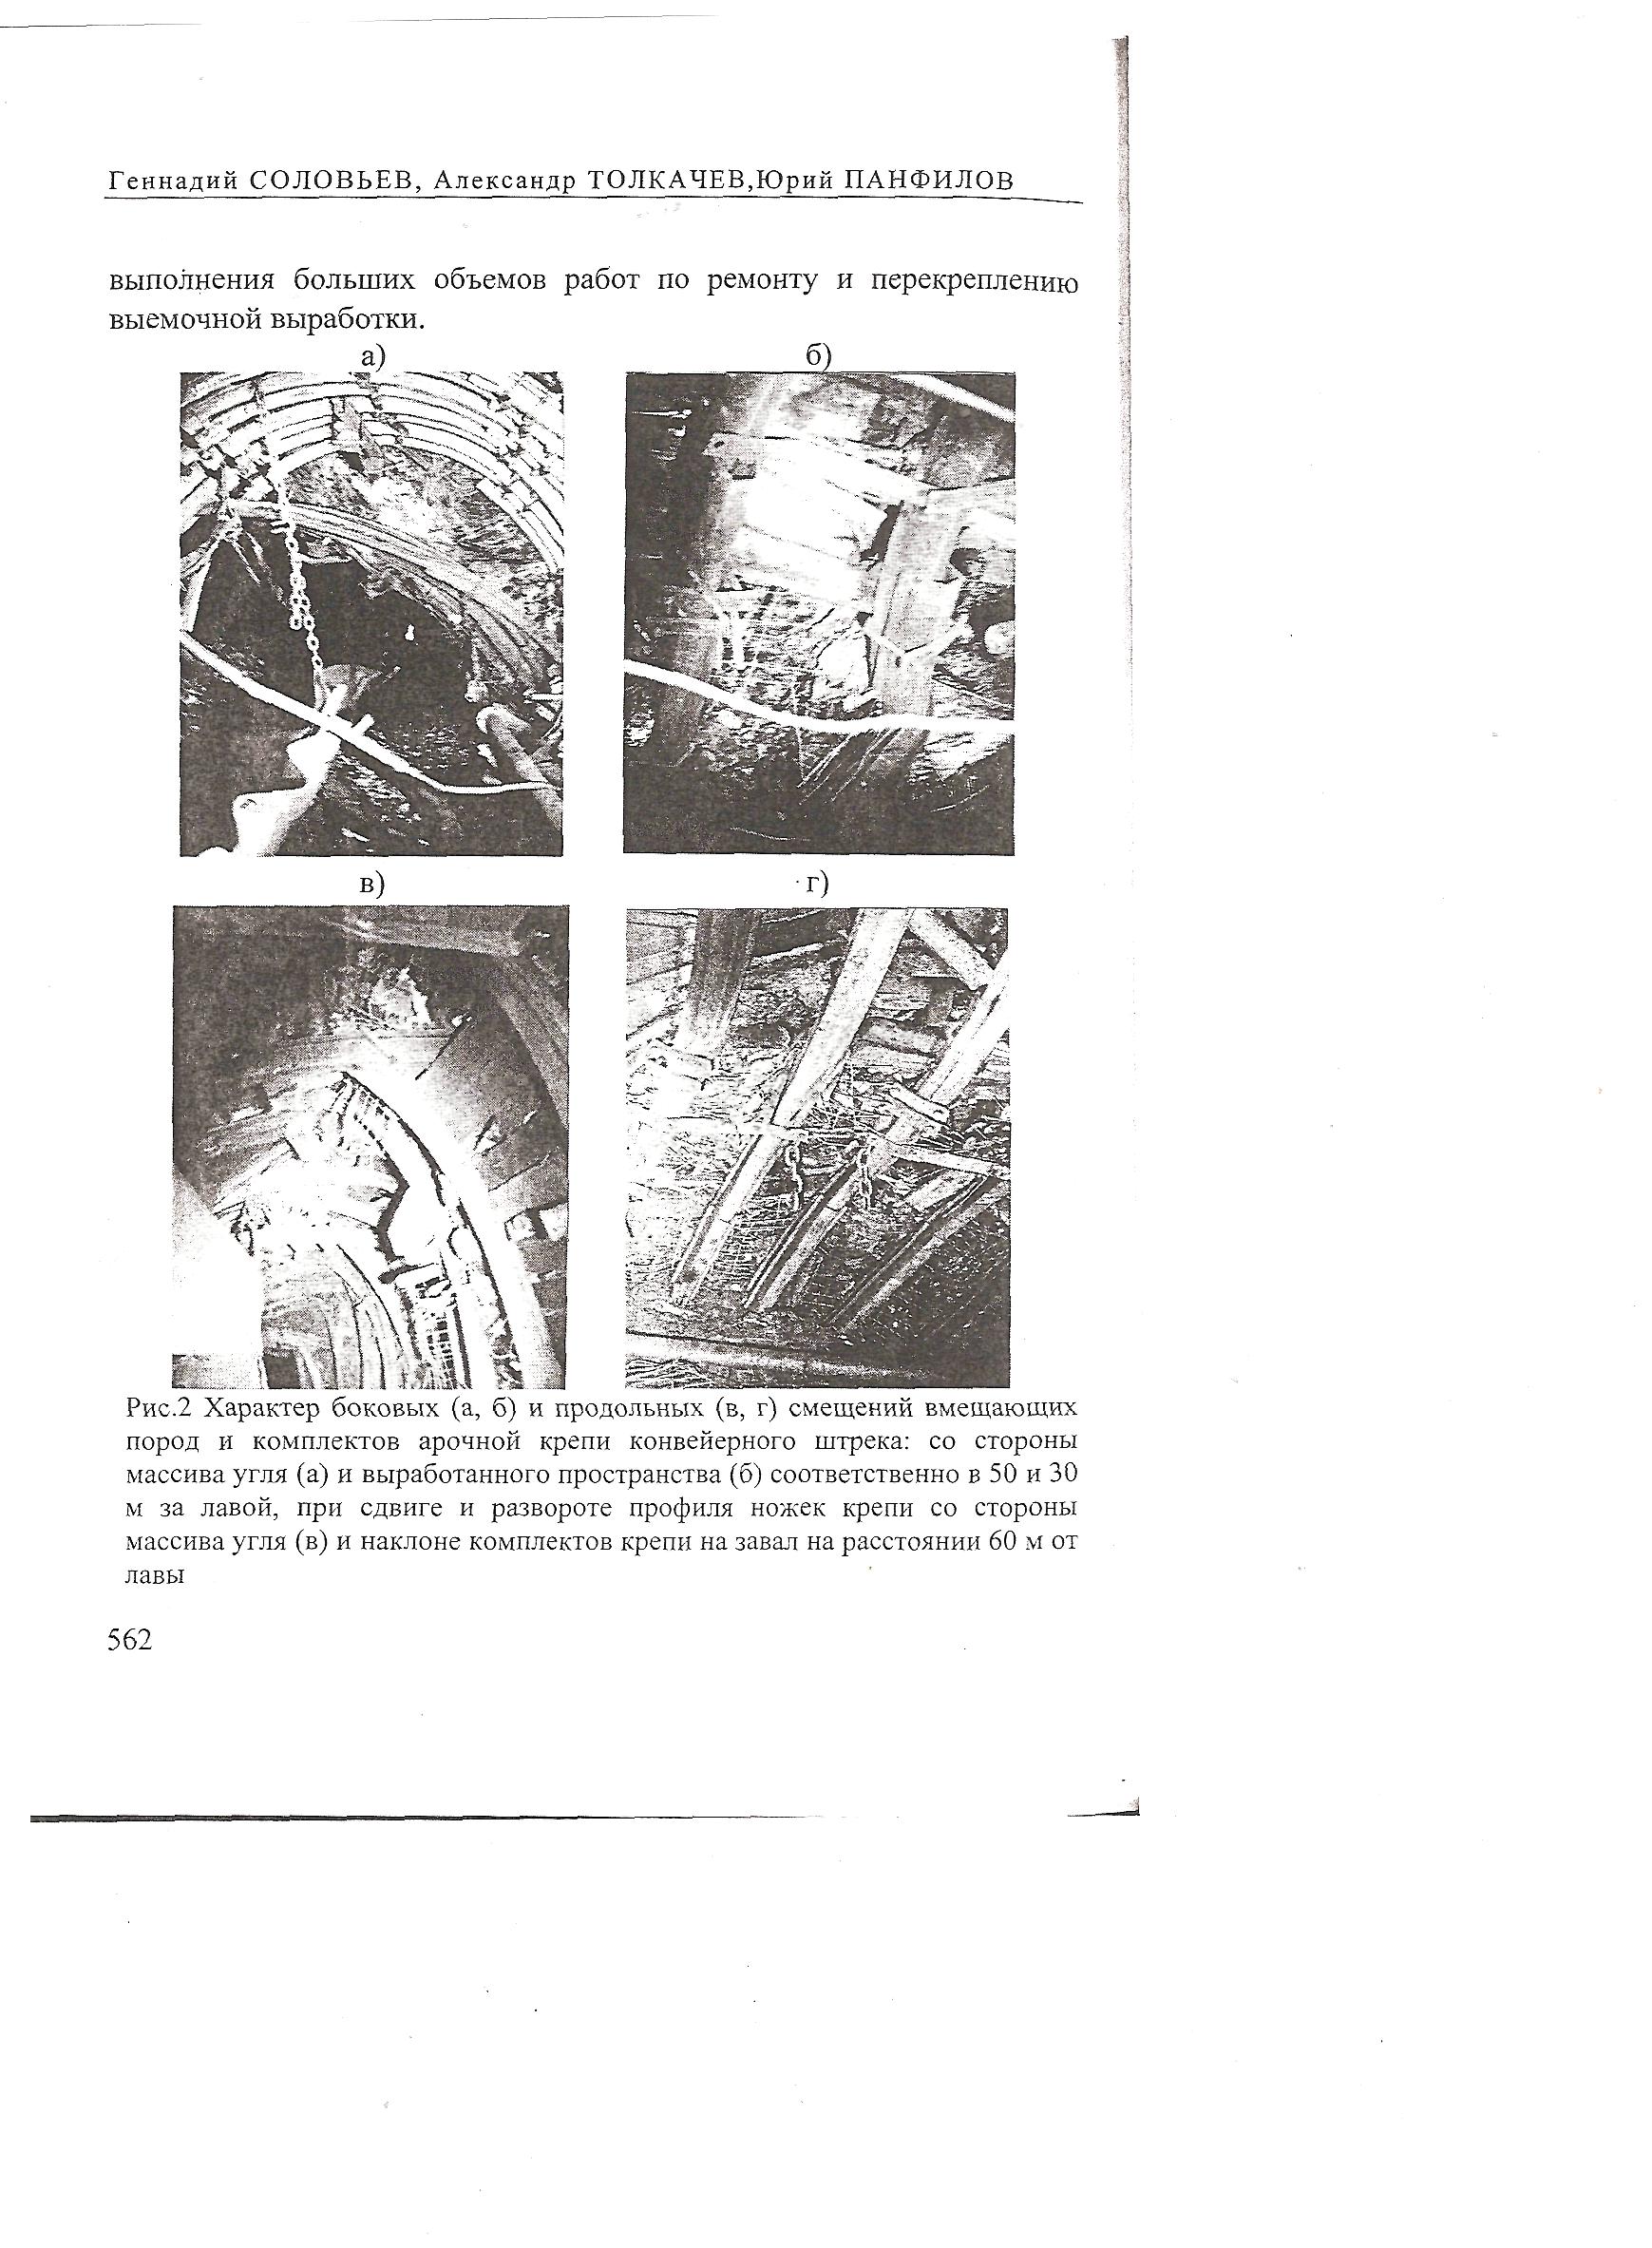 Геннадий СОЛОВЬЕВ, Александр ТОЛКАЧЕВ,Юрий ПАНФИЛОВ
выполнения больших объемов работ по ремонту и перекреплению
выемочной выработки.
а) б)
в) г)
Рис.2 Характер боковых (а, б) и продольных (в, г) смещений вмещающих
пород и комплектов арочной крепи конвейерного штрека: со стороны
массива угля (а) и выработанного пространства (б) соответственно в 50 и 30
м за лавой, при сдвиге и развороте профиля ножек крепи со стороны
массива угля (в) и наклоне комплектов крепи на завал на расстоянии 60 м от
лавы
562